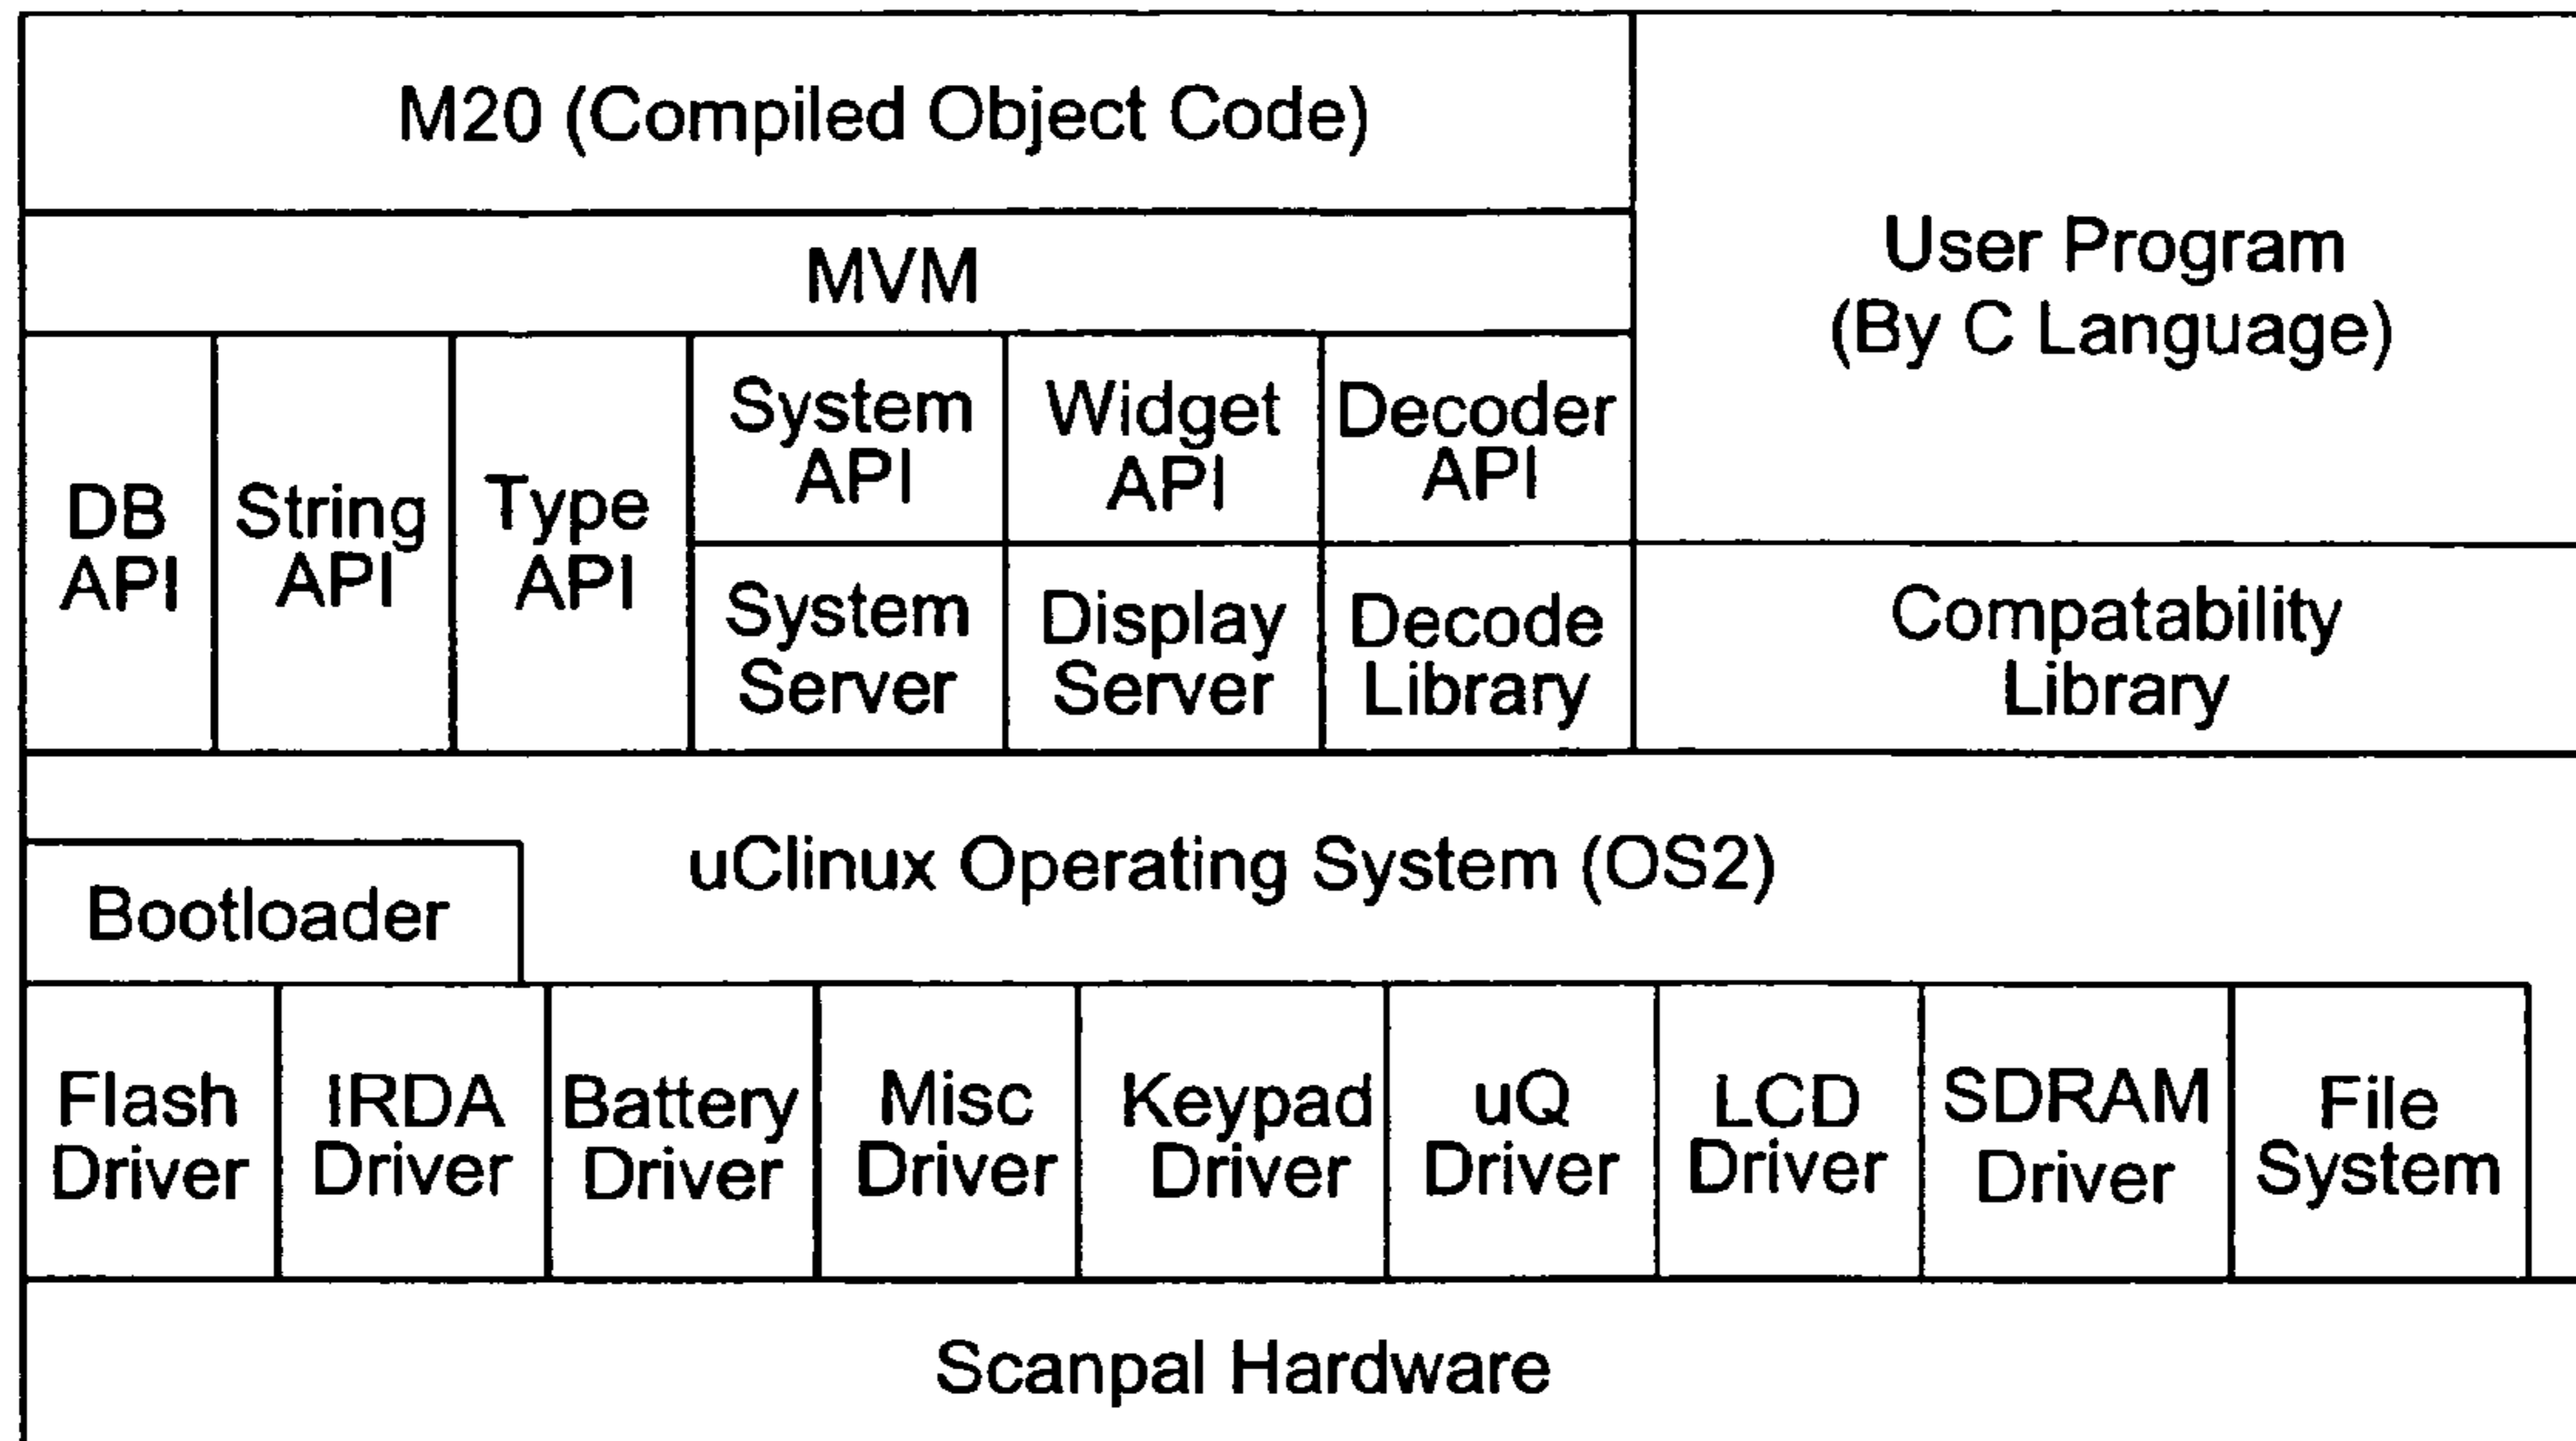 M20 (Compiled Object Code)
MVM
User Program
(By C Language)
DB
API
String
API
Type
API
System
API
Widget
API
Decoder
API
System
Server
Display
Server
Decode
Library
Compatability
Library
uClinux Operating System (OS2)
Bootloader
Flash
Driver
IRDA
Driver
Battery
Driver
Misc
Driver
Keypad
Driver
uQ
Driver
LCD
Driver
SDRAM
Driver
File
System
Scanpal Hardware